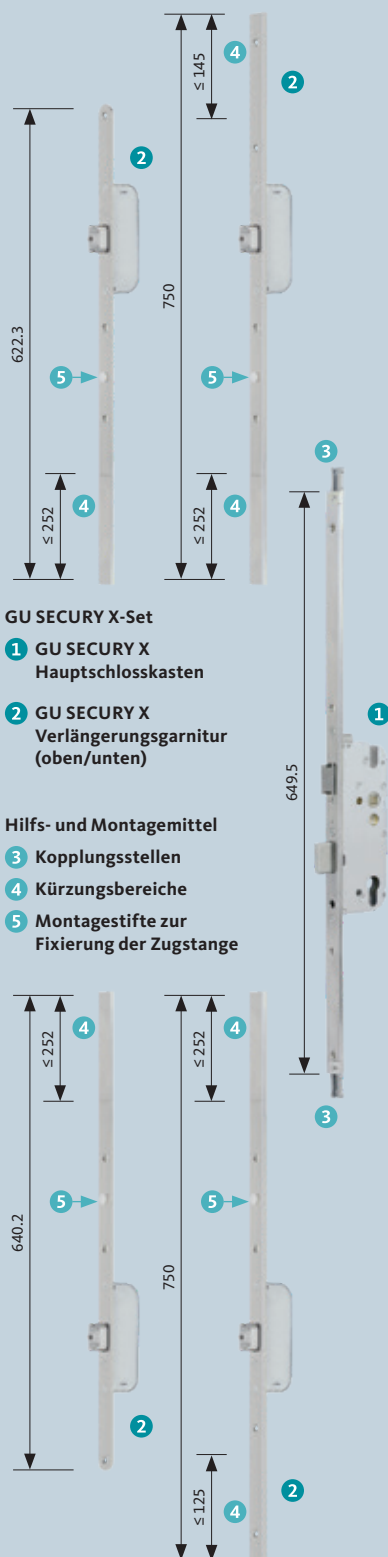 4
≤ 145
2
2
622.3
750
5
5
3
≤ 252
4
≤ 252
4
GU SECURY X-Set
1 GU SECURY X
Hauptschlosskasten
2 GU SECURY X
Verlängerungsgarnitur
(oben/unten)
1
649.5
Hilfs- und Montagemittel
3 Kopplungsstellen
4 Kürzungsbereiche
5 Montagestifte zur
Fixierung der Zugstange
≤ 252
4
≤ 252
4
3
640.2
750
5
5
2
2
≤ 125
4